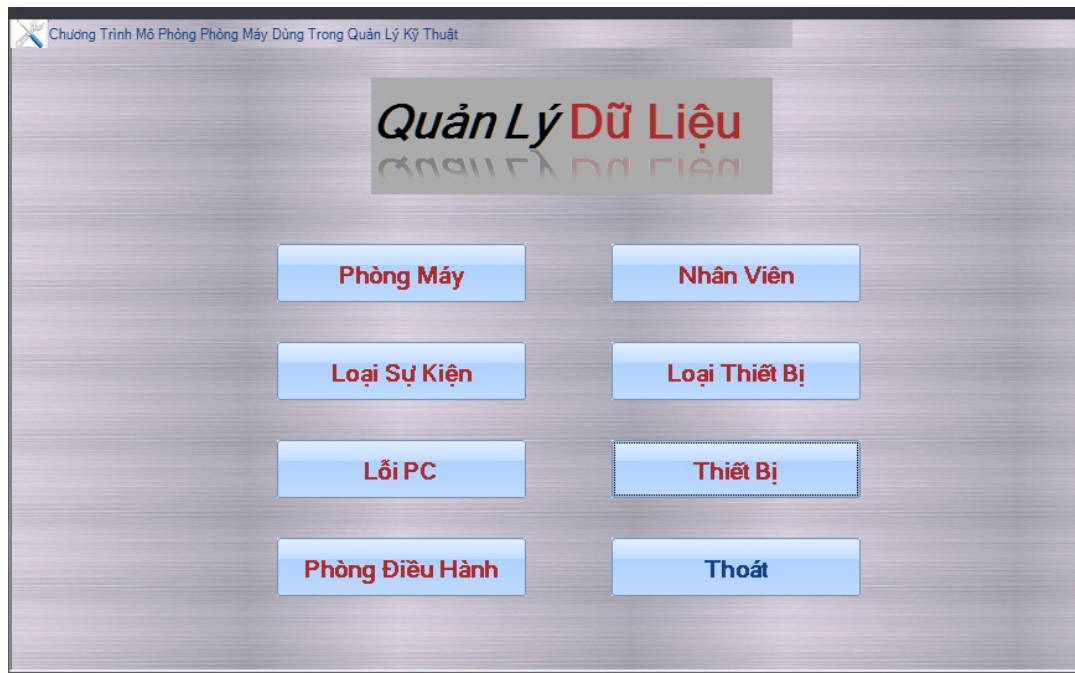 Chương Trình Mô Phỏng Phòng Máy Dùng Trong Quản Lý Kỹ Thuật
Quản Lý Dữ Liệu
Phòng Máy
Nhân Viên
Loại Sự Kiện
Loại Thiết Bị
Lỗi PC
Thiết Bị
Phòng Điều Hành
Thoát